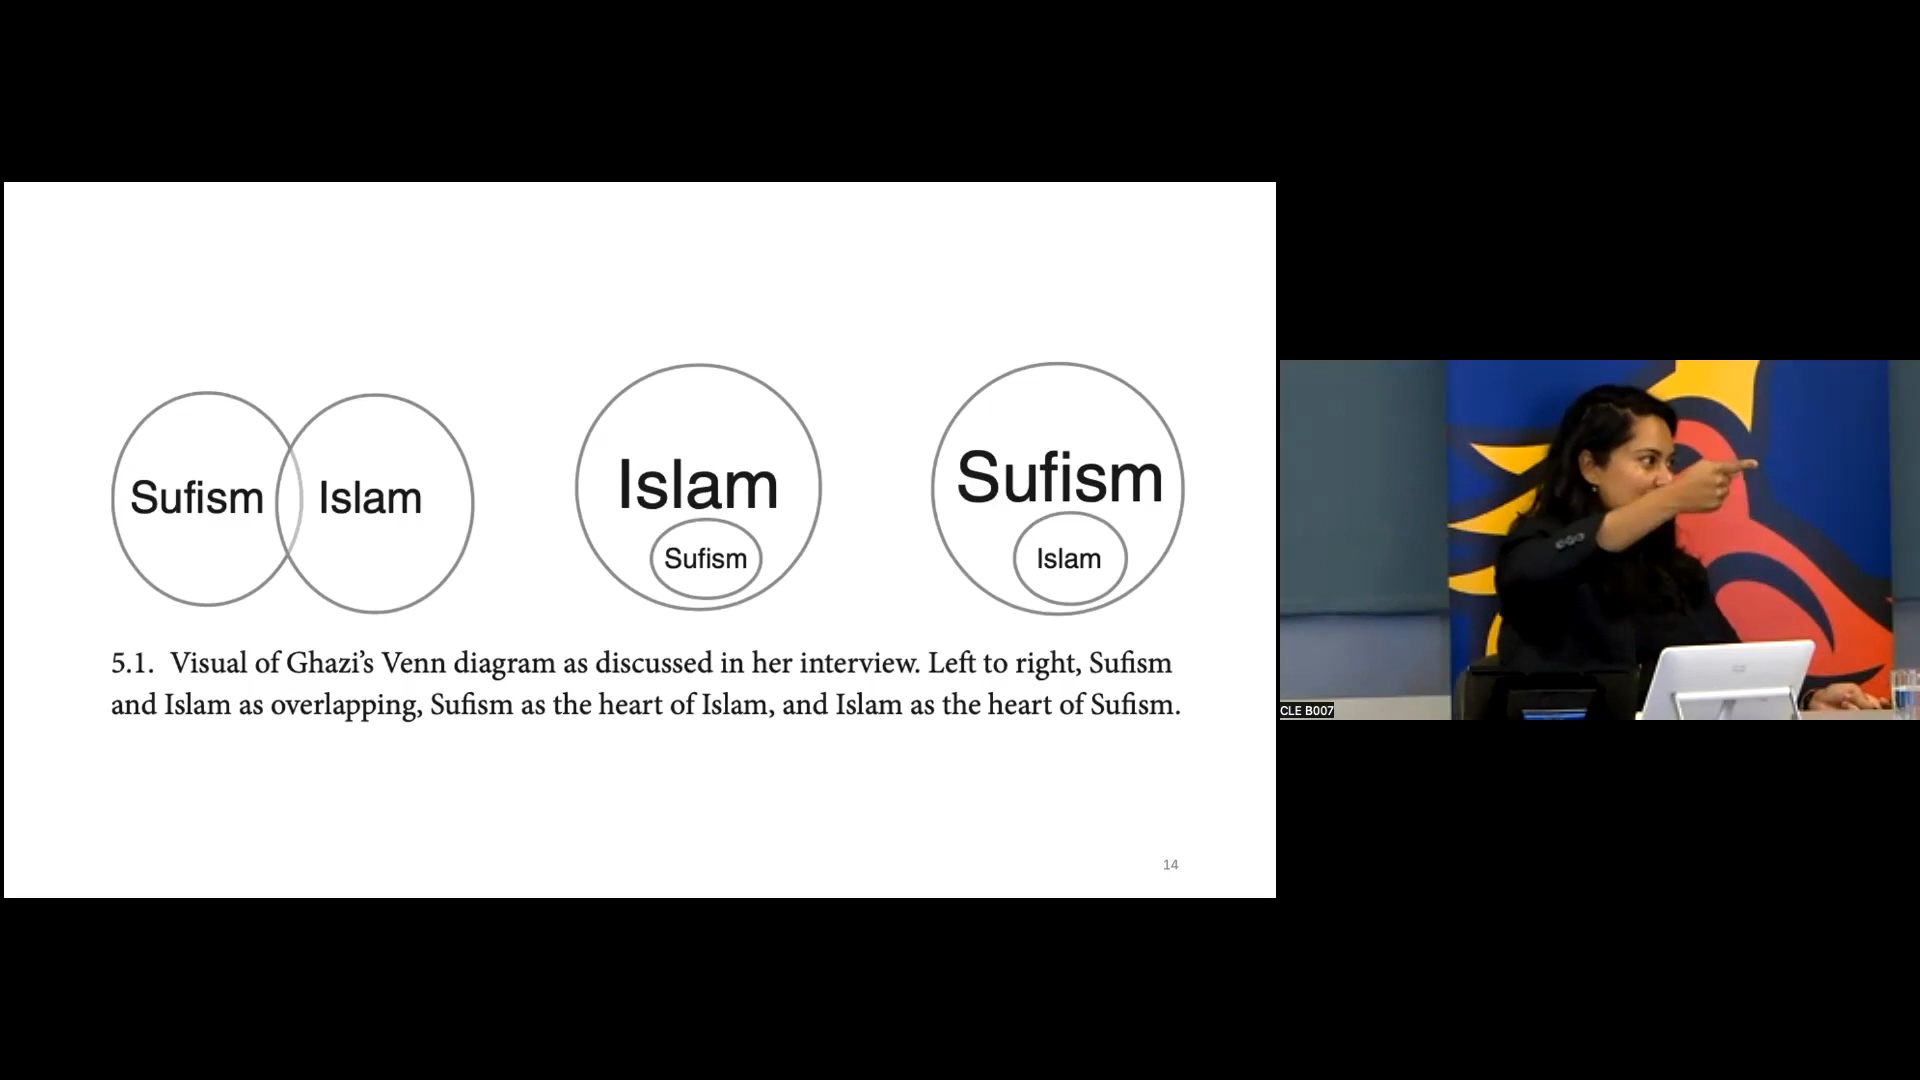 Sufism Islam
Islam
Sufism
Sufism
Islam
5.1. Visual of Ghazi’s Venn diagram as discussed in her interview. Left to right, Sufism
and Islam as overlapping, Sufism as the heart of Islam, and Islam as the heart of Sufism.
14
CLE B007